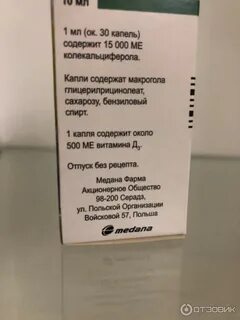 10 мл
1 мл (ок. 30 капель)
содержит 15 000 МЕ
колекальциферола.
Капли содержат макрогола
глицерилрицинолеат,
сахарозу, бензиловый
спирт.
1 капля содержит около
500 МЕ витамина Д₃.
Отпуск без рецепта.
Медана Фарма
Акционерное Общество
98-200 Серадз,
ул. Польской Организации
Войсковой 57, Польша
medana
ОТЗОВИК